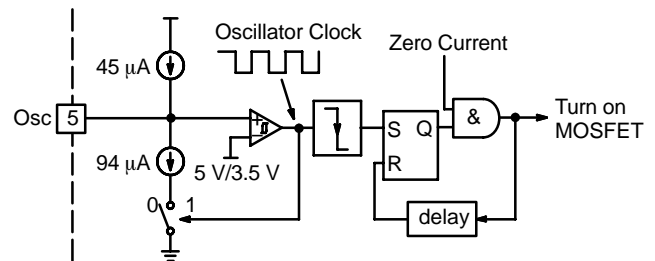 Oscillator Clock
Zero Current
45 μA
Osc 5
+
−
&
Turn on
MOSFET
S Q
R
94 μA
5 V/3.5 V
0 1
delay